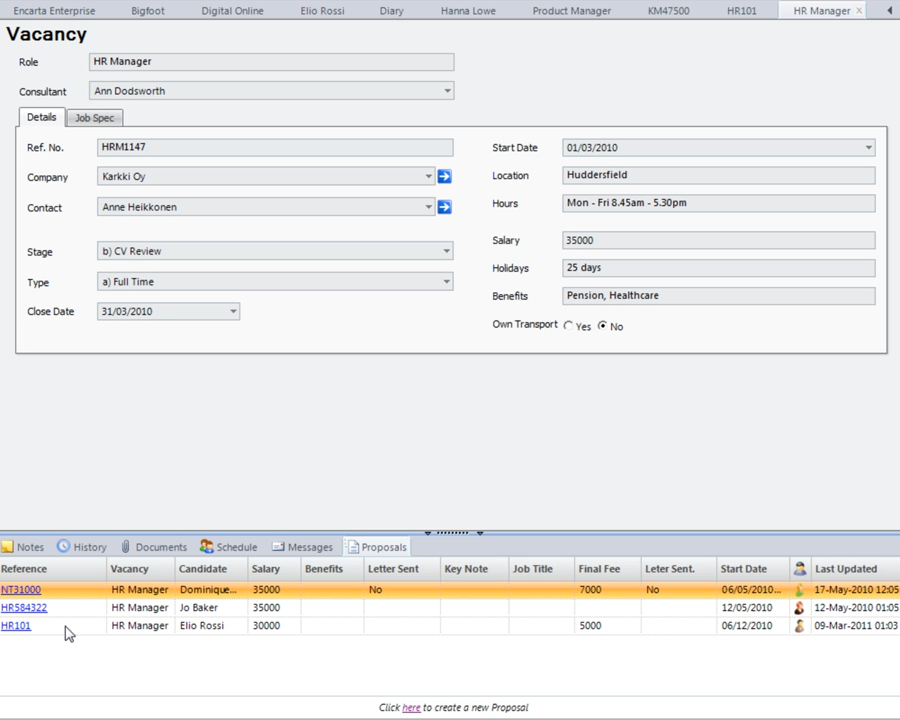 Encarta Enterprise Bigfoot Digital Online Elio Rossi Diary Hanna Lowe Product Manager KM47500 HR101 HR Manager x
Vacancy
Role HR Manager
Consultant Ann Dodsworth
Details Job Spec
Ref. No. HRM1147 Start Date 01/03/2010
Company Karkki Oy Location Huddersfield
Contact Anne Heikkonen Hours Mon - Fri 8.45am - 5.30pm
Stage b) CV Review Salary 35000
Type a) Full Time Holidays 25 days
Close Date 31/03/2010 Benefits Pension, Healthcare
Own Transport Yes No
Notes History Documents Schedule Messages Proposals
Reference Vacancy Candidate Salary Benefits Letter Sent Key Note Job Title Final Fee Leter Sent. Start Date Last Updated
NT31000 HR Manager Dominique... 35000 No 7000 No 06/05/2010... 17-May-2010 12:05
HR584322 HR Manager Jo Baker 35000 12/05/2010 12-May-2010 01:05
HR101 HR Manager Elio Rossi 30000 5000 06/12/2010 09-Mar-2011 01:03
Click here to create a new Proposal